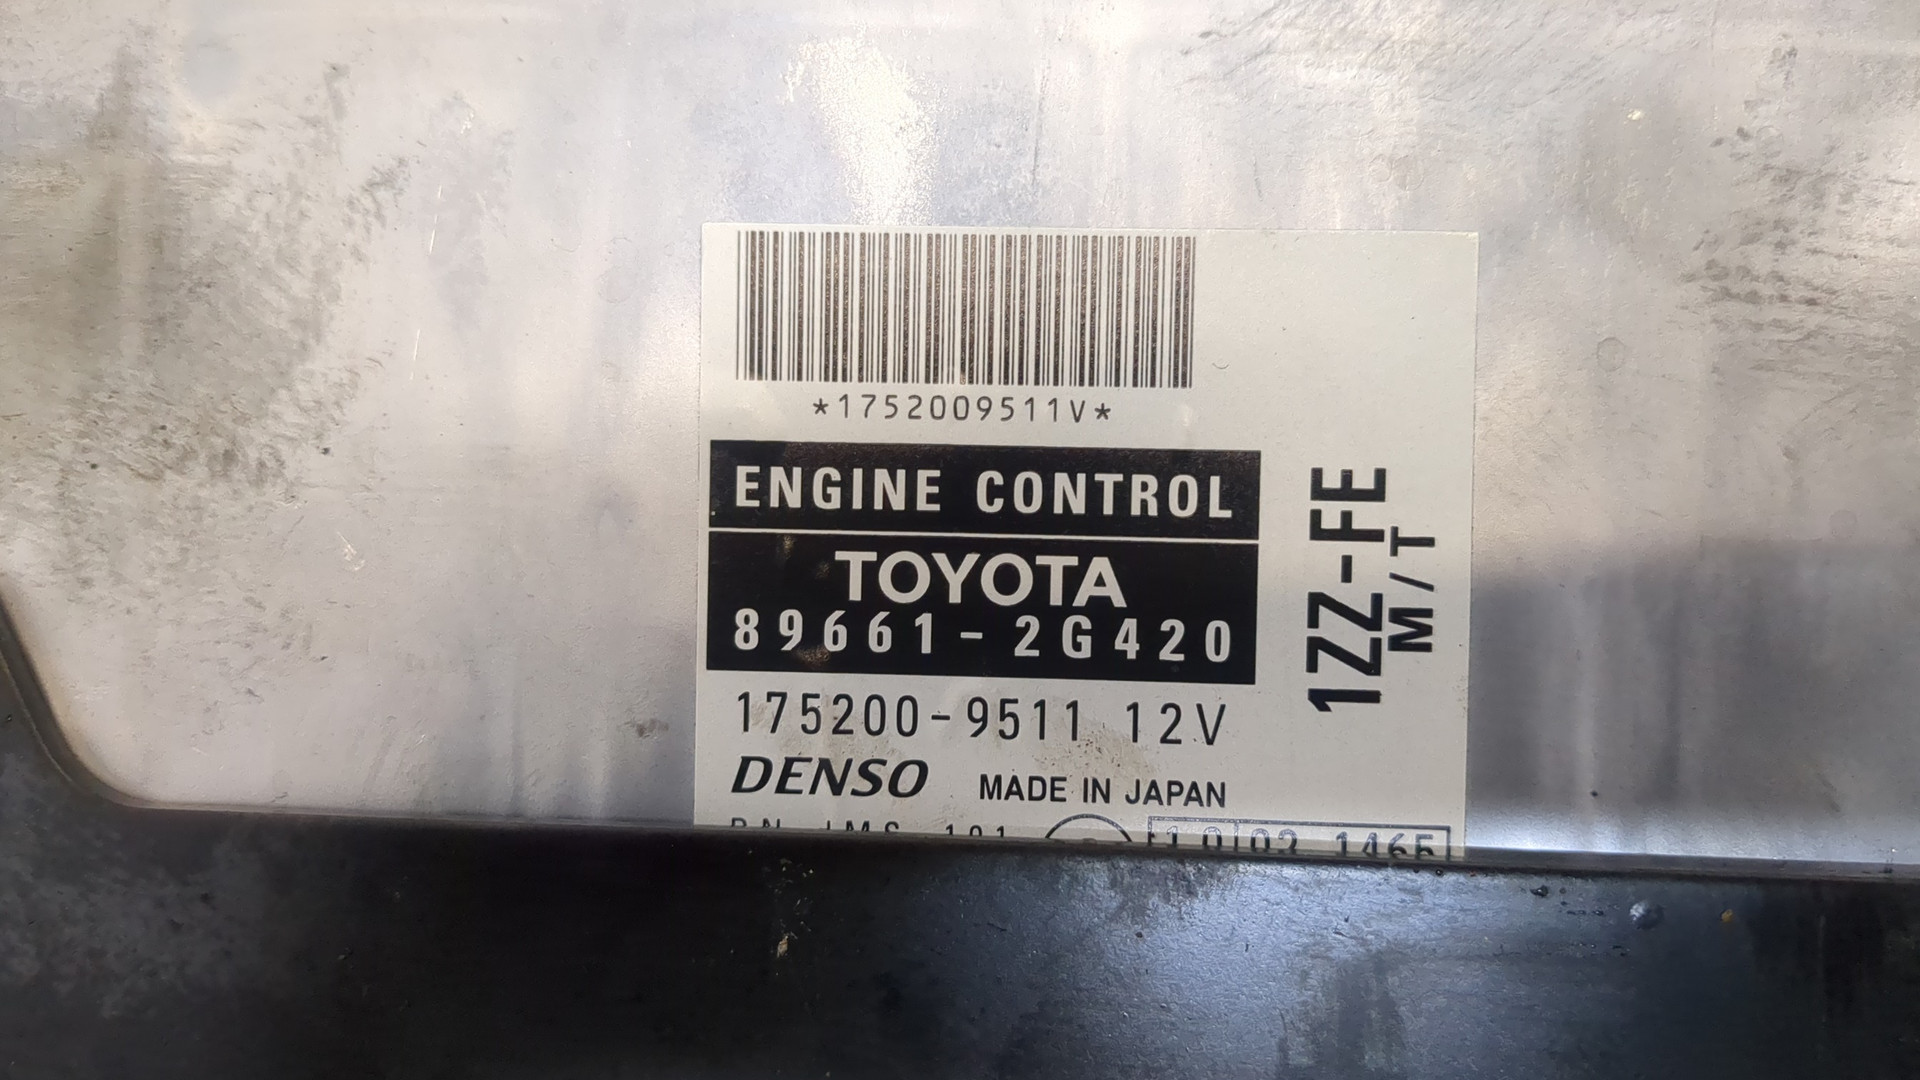 *1752009511V*
ENGINE CONTROL
TOYOTA
89661-2G420
175200-9511 12V
DENSO MADE IN JAPAN
1ZZ-FE
M/T